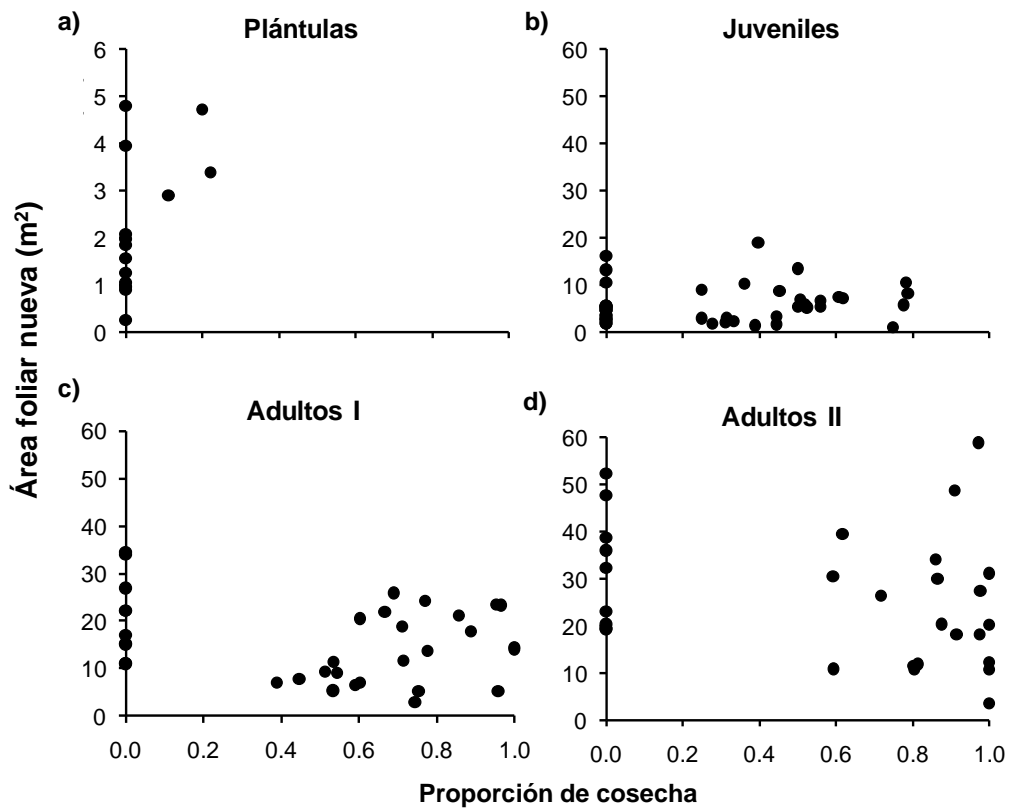 a)
Plántulas
6
5
4
3
2
1
0
b)
Juveniles
60
50
40
30
20
10
0
c)
Adultos I
60
50
40
30
20
10
0
0.0 0.2 0.4 0.6 0.8 1.0
d)
Adultos II
60
50
40
30
20
10
0
0.0 0.2 0.4 0.6 0.8 1.0
Área foliar nueva (m²)
Proporción de cosecha